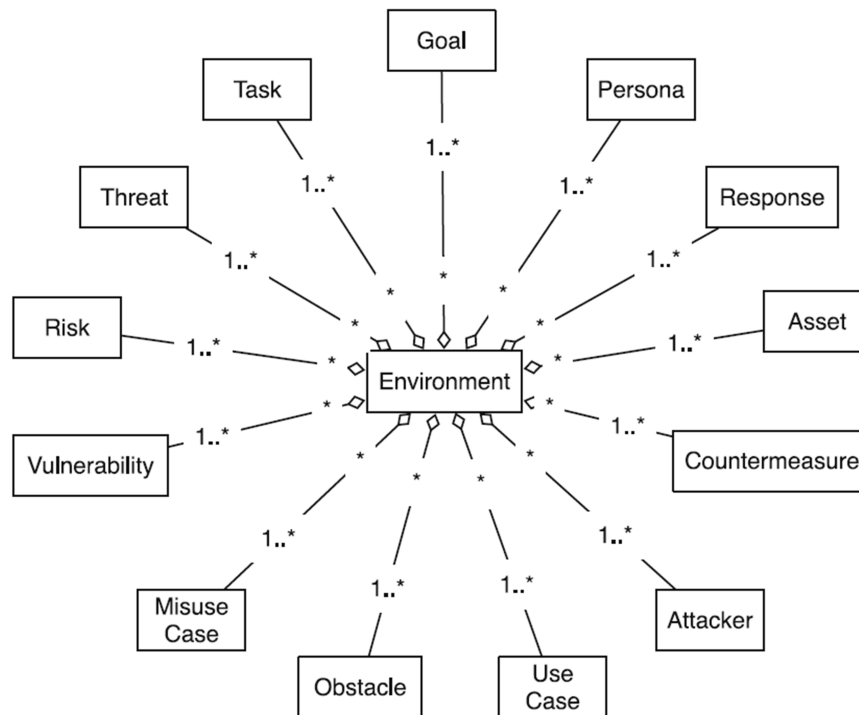 Goal
Task
Persona
1..*
Threat
1..*
1..*
Response
1..*
1..*
*
*
*
Risk
*
*
Asset
1..*
*
*
1..*
Environment
Vulnerability
1..*
*
*
1..*
Countermeasure
*
*
*
*
1..*
1..*
1..*
1..*
Misuse
Case
Attacker
Obstacle
Use
Case